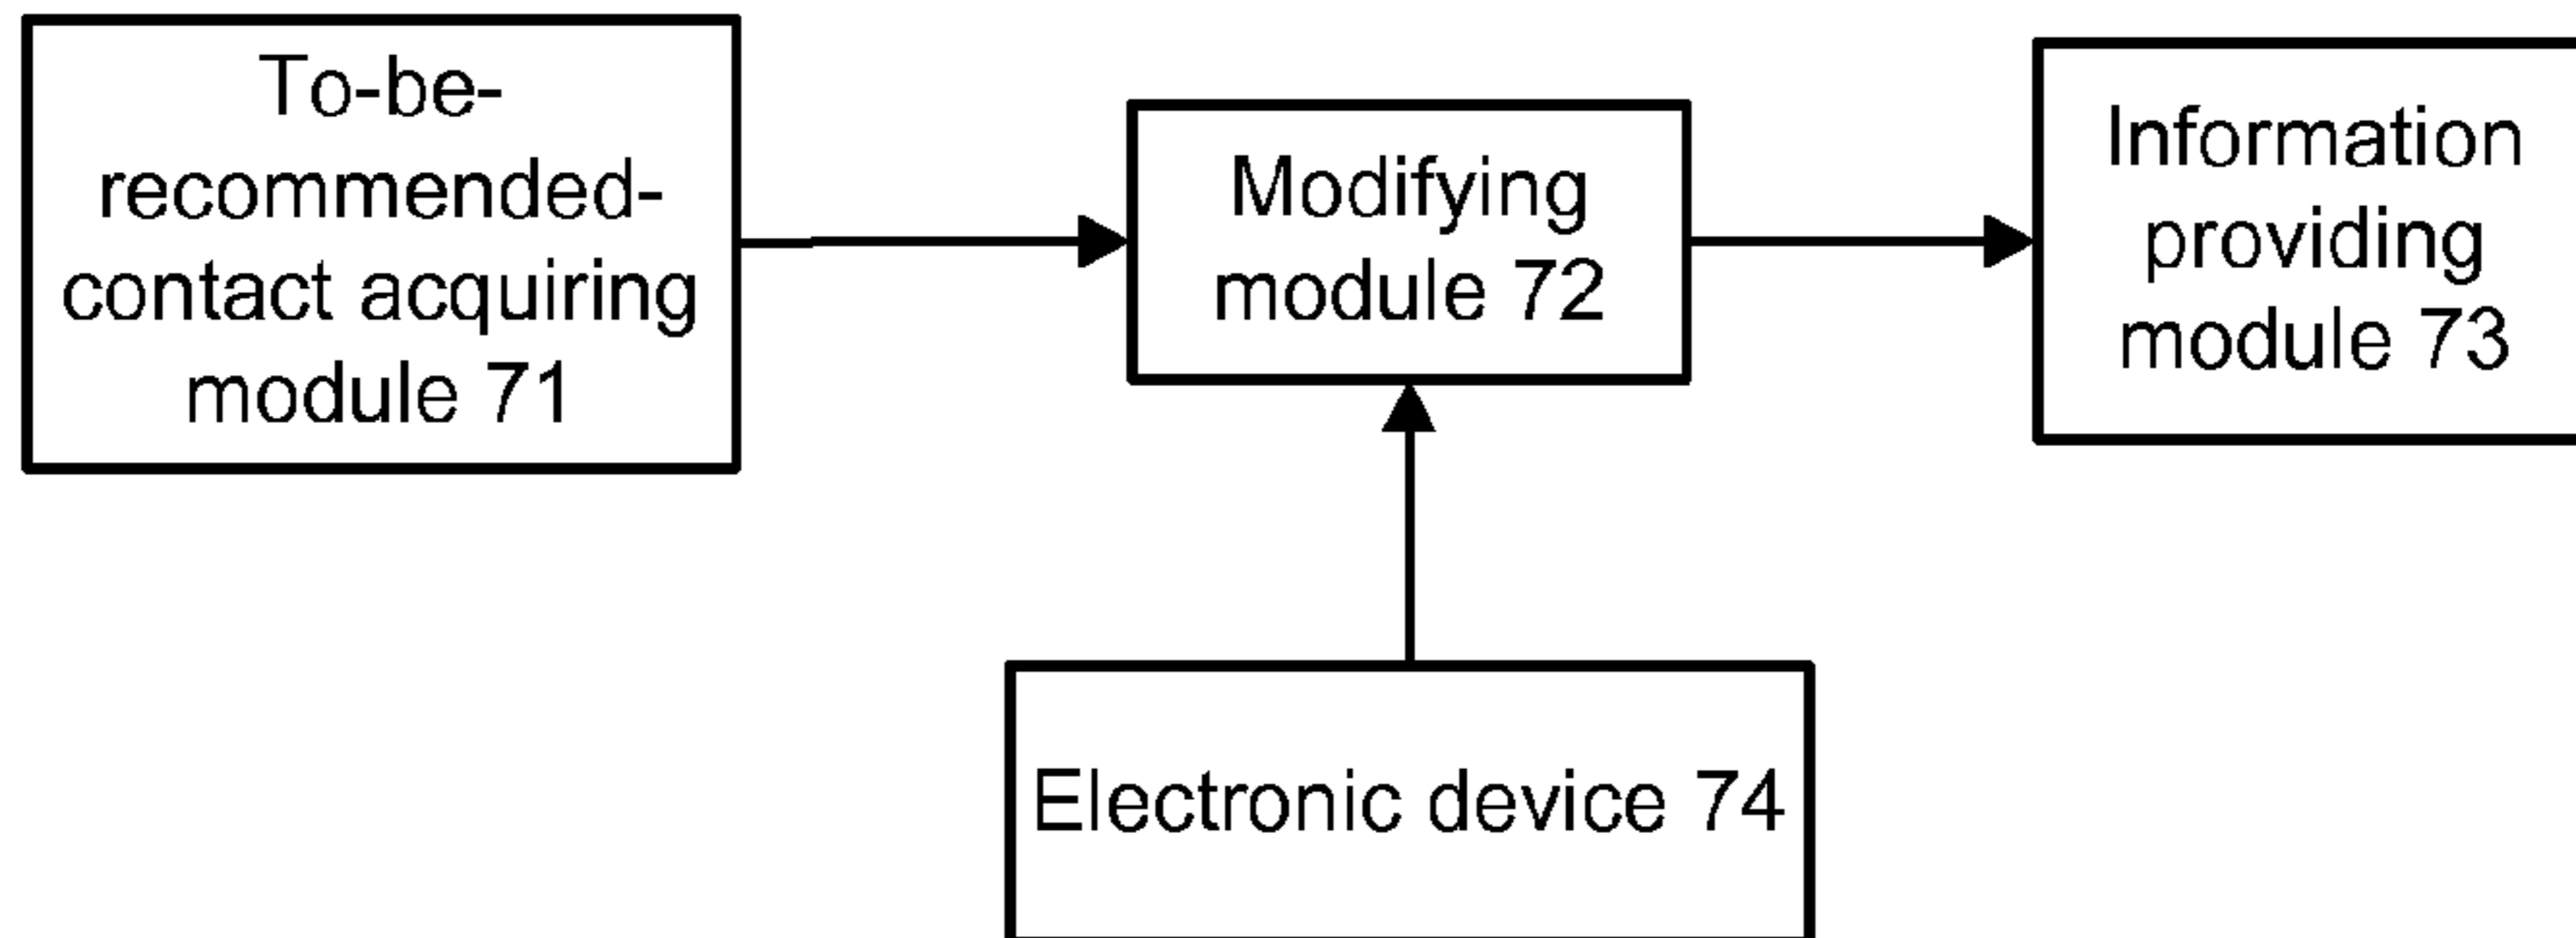 To-be-
recommended-
contact acquiring
module 71
Modifying
module 72
Information
providing
module 73
Electronic device 74